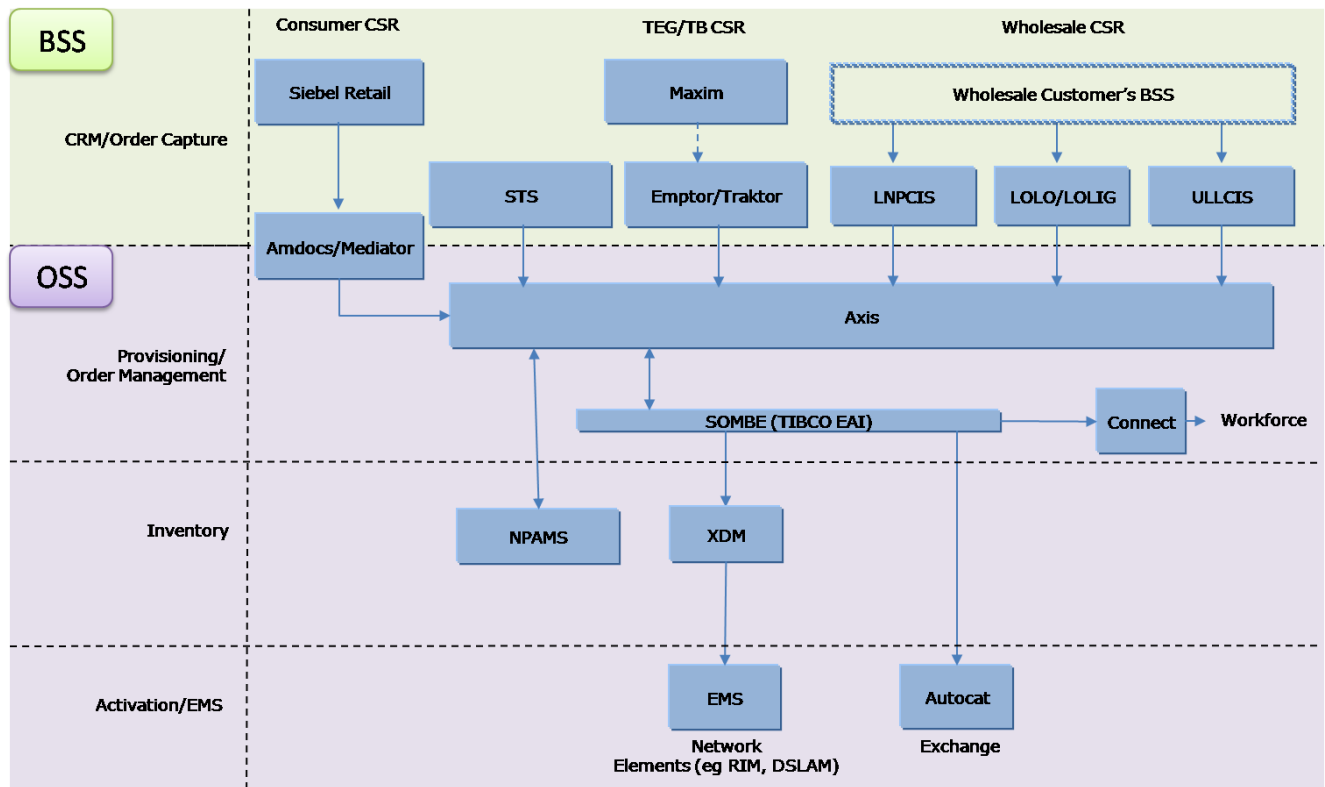 BSS
Consumer CSR
TEG/TB CSR
Wholesale CSR
Siebel Retail
Maxim
Wholesale Customer's BSS
CRM/Order Capture
STS
Emptor/Traktor
LNPCIS
LOLO/LOLIG
ULLCIS
Amdocs/Mediator
OSS
Axis
Provisioning/
Order Management
SOMBE (TIBCO EAI)
Connect
Workforce
Inventory
NPAMS
XDM
Activation/EMS
EMS
Autocat
Network
Elements (eg RIM, DSLAM)
Exchange